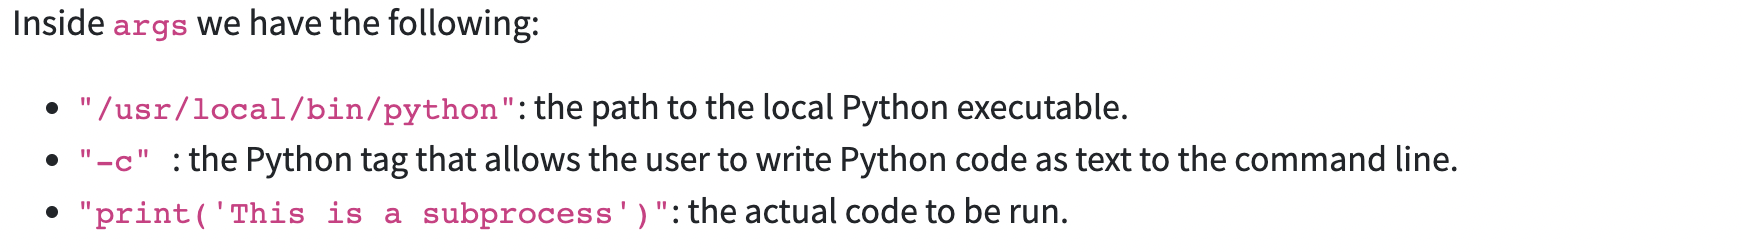 Inside args we have the following:
• "/usr/local/bin/python": the path to the local Python executable.
• "-c" : the Python tag that allows the user to write Python code as text to the command line.
• "print('This is a subprocess')": the actual code to be run.